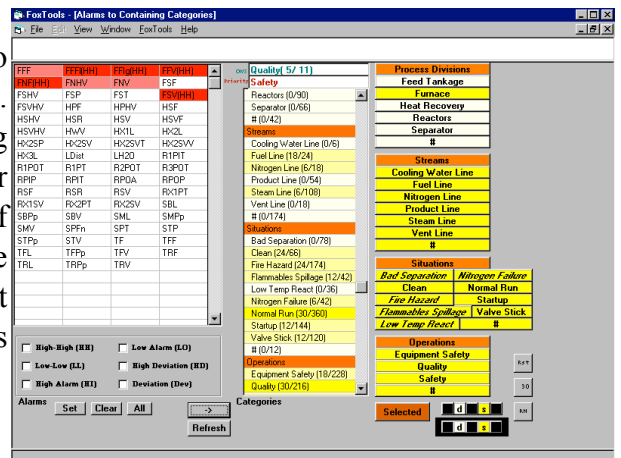 FoxTools - [Alarms to Containing Categories]
File Edit View Window FoxTools Help
FFF FFFf(HH) FFlg(HH) FFV(HH)
FNF(HH) FNHV FNV FSF
FSHV FSP FST FSV(HH)
FSVHV HPF HPHV HSF
HSHV HSR HSV HSVF
HSVHV HWV HX1L HX2L
HX2SP HX2SV HX2SVT HX2SVV
HX3L LDist LH20 R1PIT
R1POT R1PT R2POT R3POT
RPIP RPIT RPOA RPOP
RSF RSR RSV RX1PT
RX1SV RX2PT RX2SV SBL
SBPp SBV SML SMPp
SMV SPFn SPT STP
STPp STV TF TFF
TFL TFPp TFV TRF
TRL TRPp TRV
High-High (HH) Low Alarm (LO)
Low-Low (LL) High Deviation (HD)
High Alarm (HI) Deviation (Dev)
Alarms Set Clear All ->
Refresh
Quality( 5/ 11)
Priority Safety
Reactors (0/90)
Separator (0/66)
# (0/42)
Streams
Cooling Water Line (0/6)
Fuel Line (18/24)
Nitrogen Line (6/18)
Product Line (0/54)
Steam Line (6/108)
Vent Line (0/18)
# (0/174)
Situations
Bad Separation (0/78)
Clean (24/66)
Fire Hazard (24/174)
Flammables Spillage (12/42)
Low Temp React (0/36)
Nitrogen Failure (6/42)
Normal Run (30/360)
Startup (12/144)
Valve Stick (12/120)
# (0/12)
Operations
Equipment Safety (18/228)
Quality (30/216)
Categories
Process Divisions
Feed Tankage
Furnace
Heat Recovery
Reactors
Separator
#
Streams
Cooling Water Line
Fuel Line
Nitrogen Line
Product Line
Steam Line
Vent Line
#
Situations
Bad Separation Nitrogen Failure
Clean Normal Run
Fire Hazard Startup
Flammables Spillage Valve Stick
Low Temp React #
Operations
Equipment Safety
Quality
Safety
#
Selected d s
d s